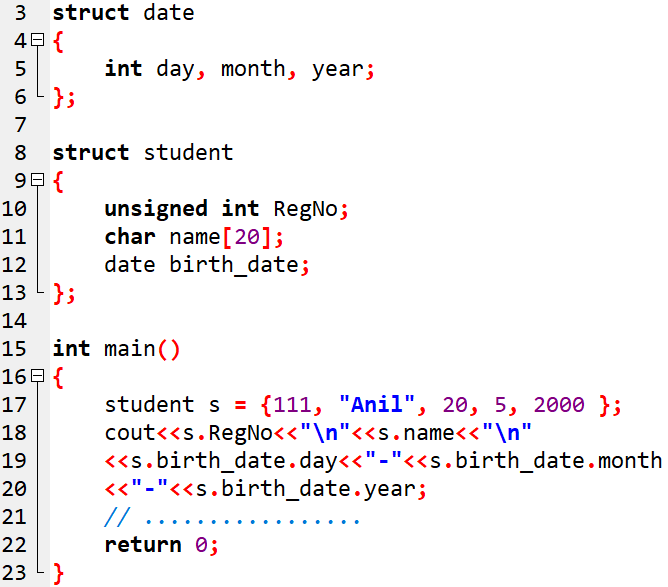 3 struct date
4 {
5 int day, month, year;
6 };
7
8 struct student
9 {
10 unsigned int RegNo;
11 char name[20];
12 date birth_date;
13 };
14
15 int main()
16 {
17 student s = {111, "Anil", 20, 5, 2000 };
18 cout<<s.RegNo<<"\n"<<s.name<<"\n"
19 <<s.birth_date.day<<"-"<<s.birth_date.month
20 <<"-"<<s.birth_date.year;
21 // .................
22 return 0;
23 }